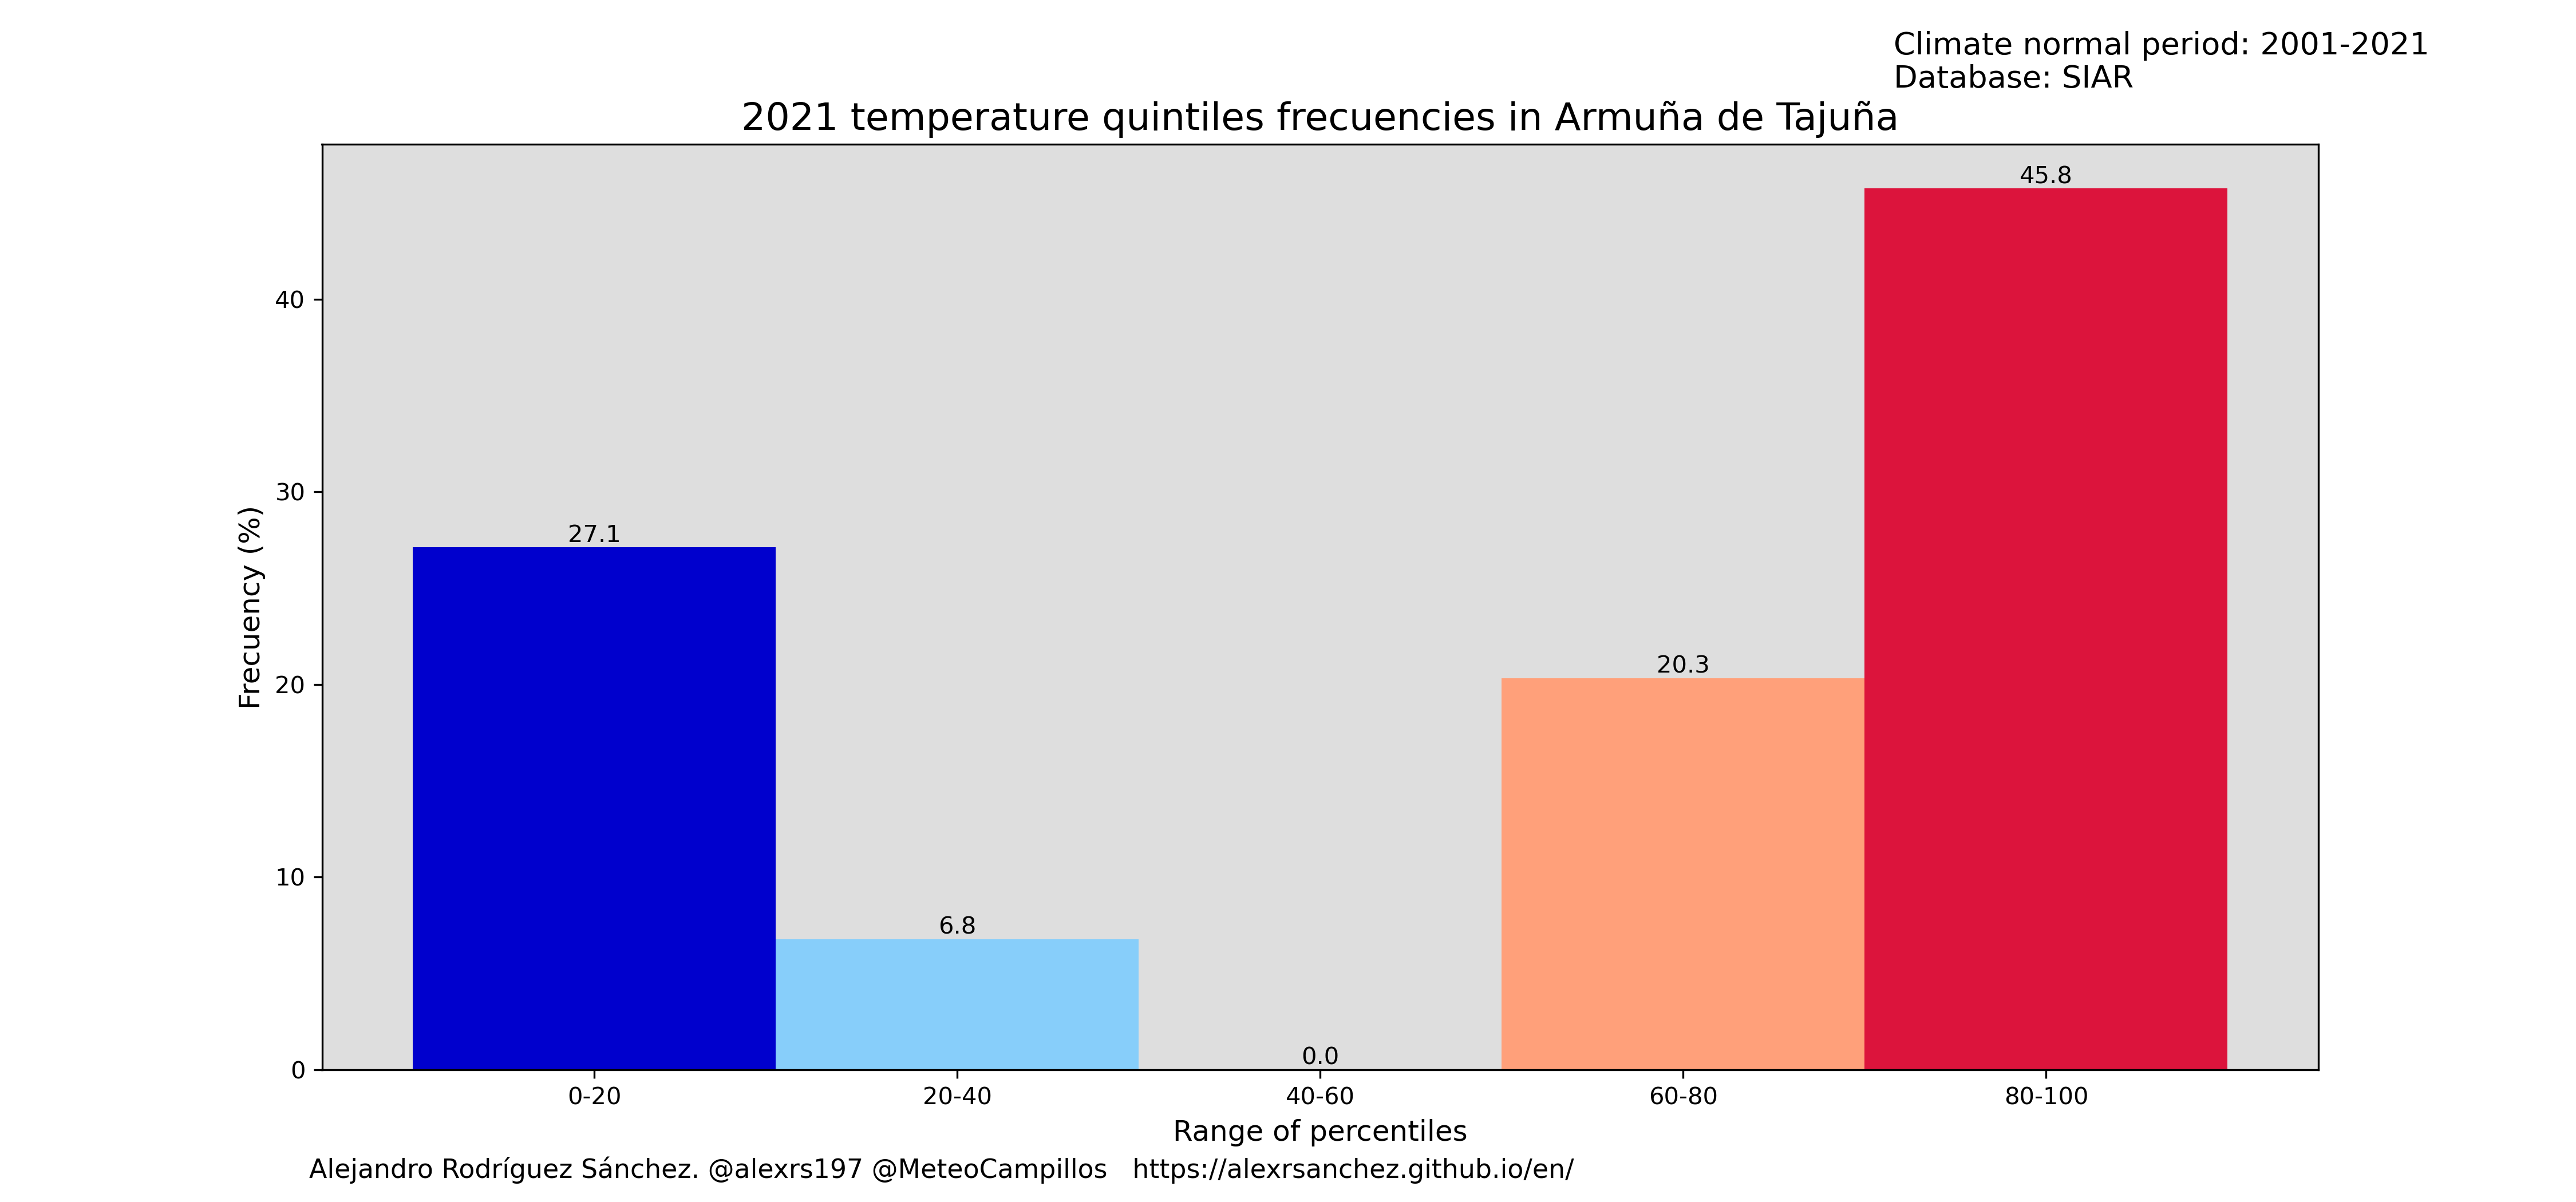 Climate normal period: 2001-2021
Database: SIAR
2021 temperature quintiles frecuencies in Armuña de Tajuña
45.8
40
30
27.1
Frecuency (%)
20.3
20
10
6.8
0.0
0
0-20 20-40 40-60 60-80 80-100
Range of percentiles
Alejandro Rodríguez Sánchez. @alexrs197 @MeteoCampillos https://alexrsanchez.github.io/en/